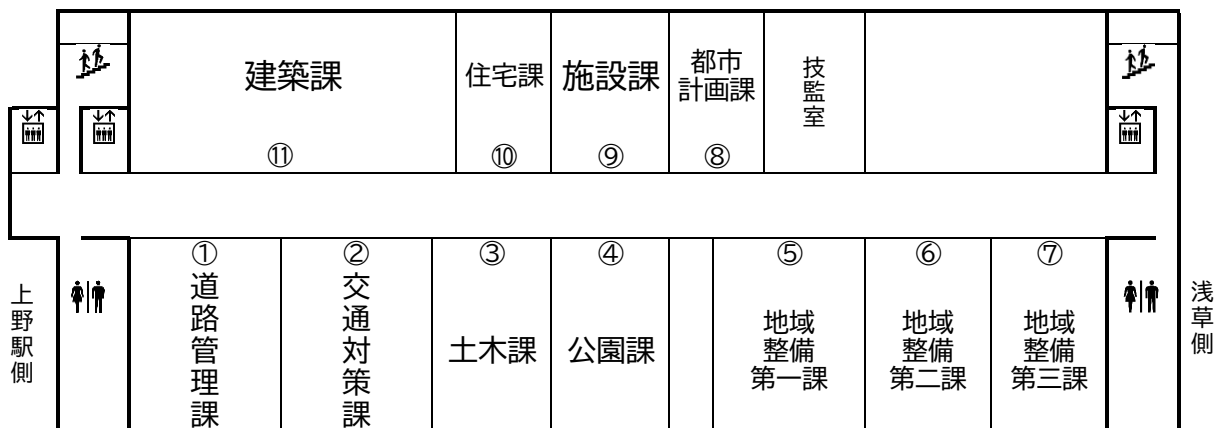 建築課
住宅課
施設課
都市
計画課
技監室
⑪
⑩
⑨
⑧
①
道路管理課
②
交通対策課
③
土木課
④
公園課
⑤
地域
整備
第一課
⑥
地域
整備
第二課
⑦
地域
整備
第三課
上野駅側
浅草側